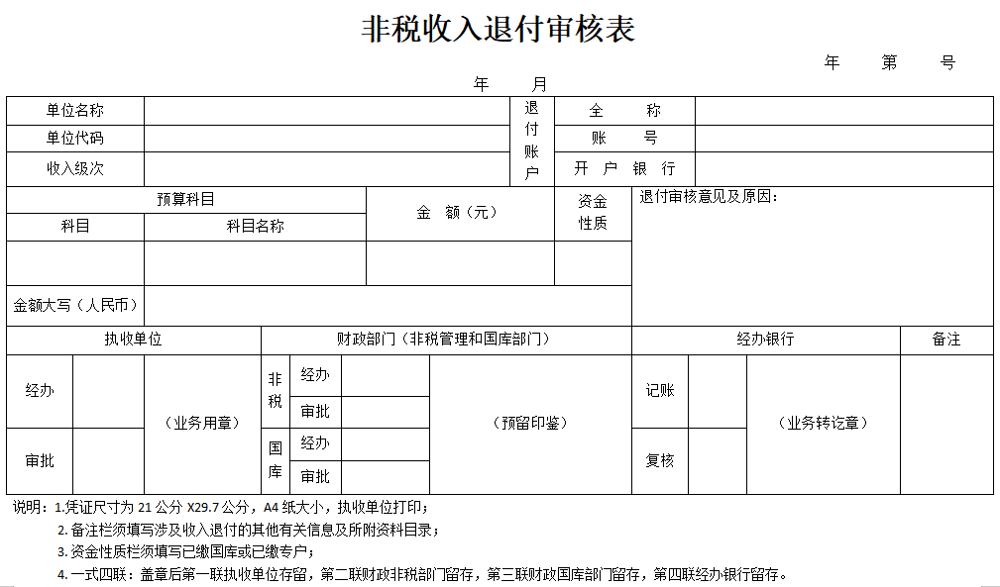 非税收入退付审核表
年 第 号
年 月
单位名称 退付账户 全 称
单位代码 账 号
收入级次 开 户 银 行
预算科目 金 额（元） 资金性质 退付审核意见及原因：
科目 科目名称
金额大写（人民币）
执收单位 财政部门（非税管理和国库部门） 经办银行 备注
经办 （业务用章） 非税 经办 （预留印鉴） 记账 （业务转讫章）
审批
审批 国库 经办 复核
审批
说明：1.凭证尺寸为 21 公分 X29.7 公分，A4 纸大小，执收单位打印；
2. 备注栏须填写涉及收入退付的其他有关信息及所附资料目录；
3. 资金性质栏须填写已缴国库或已缴专户；
4. 一式四联：盖章后第一联执收单位存留，第二联财政非税部门留存，第三联财政国库部门留存，第四联经办银行留存。